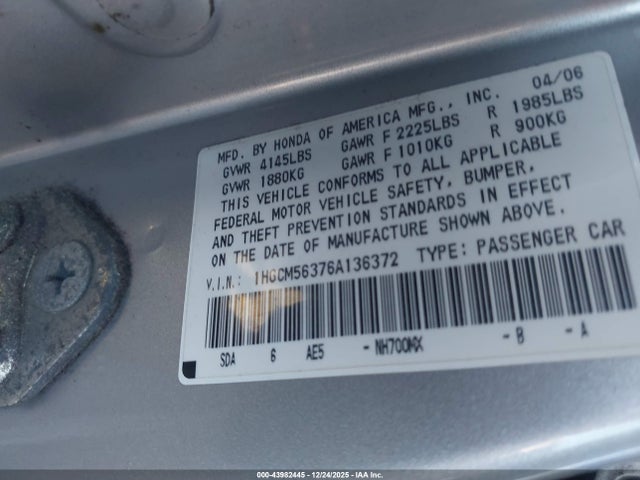 04/06
MFD. BY HONDA OF AMERICA MFG., INC.
GVWR 4145LBS GAWR F 2225LBS R 1985LBS
GVWR 1880KG GAWR F 1010KG R 900KG
THIS VEHICLE CONFORMS TO ALL APPLICABLE
FEDERAL MOTOR VEHICLE SAFETY, BUMPER,
AND THEFT PREVENTION STANDARDS IN EFFECT
ON THE DATE OF MANUFACTURE SHOWN ABOVE.
V.I.N.: 1HGCM56376A136372 TYPE: PASSENGER CAR
SDA 6 AE5 - NH700MX - B - A
000-43982445 - 12/24/2025 - IAA Inc.